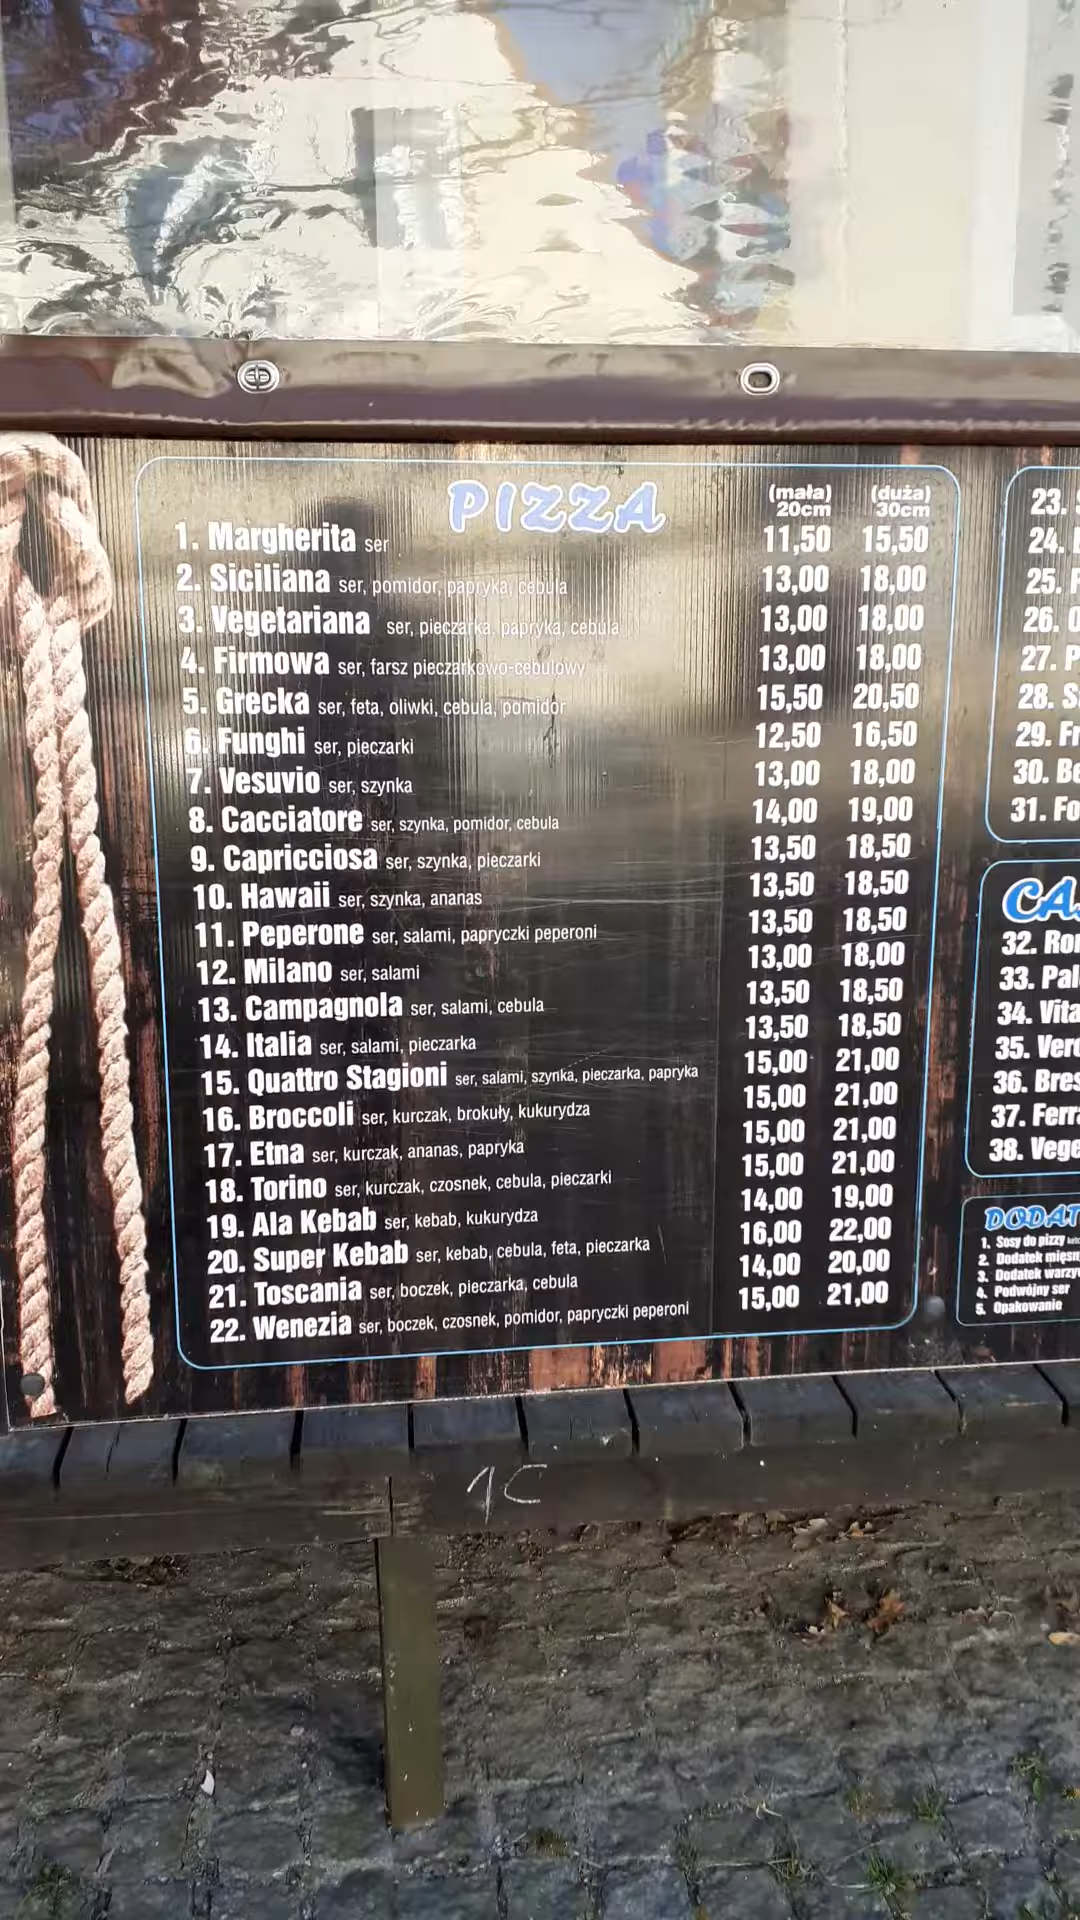 PIZZA
(mała) (duża)
20cm 30cm
1. Margherita ser 11,50 15,50
2. Siciliana ser, pomidor, papryka, cebula 13,00 18,00
3. Vegetariana ser, pieczarka, papryka, cebula 13,00 18,00
4. Firmowa ser, farsz pieczarkowo-cebulowy 13,00 18,00
5. Grecka ser, feta, oliwki, cebula, pomidor 15,50 20,50
6. Funghi ser, pieczarki 12,50 16,50
7. Vesuvio ser, szynka 13,00 18,00
8. Cacciatore ser, szynka, pomidor, cebula 14,00 19,00
9. Capricciosa ser, szynka, pieczarki 13,50 18,50
10. Hawaii ser, szynka, ananas 13,50 18,50
11. Peperone ser, salami, papryczki peperoni 13,50 18,50
12. Milano ser, salami 13,00 18,00
13. Campagnola ser, salami, cebula 13,50 18,50
14. Italia ser, salami, pieczarka 13,50 18,50
15. Quattro Stagioni ser, salami, szynka, pieczarka, papryka 15,00 21,00
16. Broccoli ser, kurczak, brokuły, kukurydza 15,00 21,00
17. Etna ser, kurczak, ananas, papryka 15,00 21,00
18. Torino ser, kurczak, czosnek, cebula, pieczarki 15,00 21,00
19. Ala Kebab ser, kebab, kukurydza 14,00 19,00
20. Super Kebab ser, kebab, cebula, feta, pieczarka 16,00 22,00
21. Toscania ser, boczek, pieczarka, cebula 14,00 20,00
22. Wenezia ser, boczek, czosnek, pomidor, papryczki peperoni 15,00 21,00
23.
24.
25.
26.
27.
28.
29.
30.
31.
32.
33.
34.
35.
36.
37.
38.
1. Sosy do pizzy
2. Dodatek
3. Dodatek
4. Podwójny ser
5. Opakowanie
1C